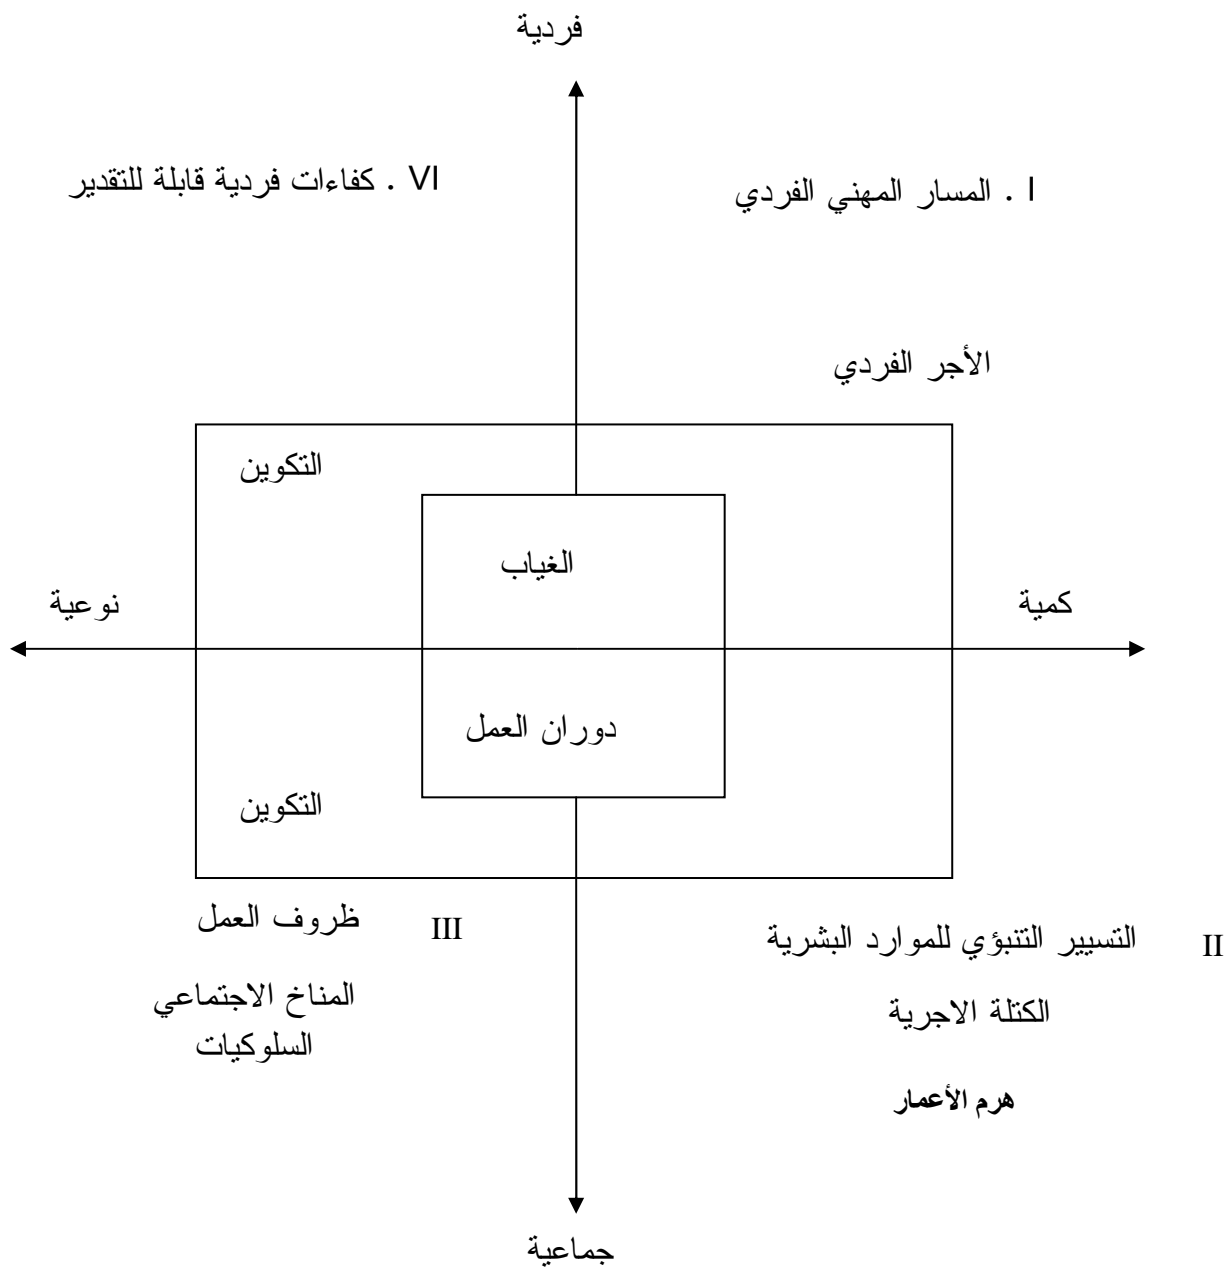 فردية
I . المسار المهني الفردي
VI . كفاءات فردية قابلة للتقدير
الأجر الفردي
التكوين
الغياب
كمية
نوعية
دوران العمل
التكوين
II التسيير التنبؤي للموارد البشرية
III ظروف العمل
الكتلة الاجرية
المناخ الاجتماعي
السلوكيات
هرم الأعمار
جماعية